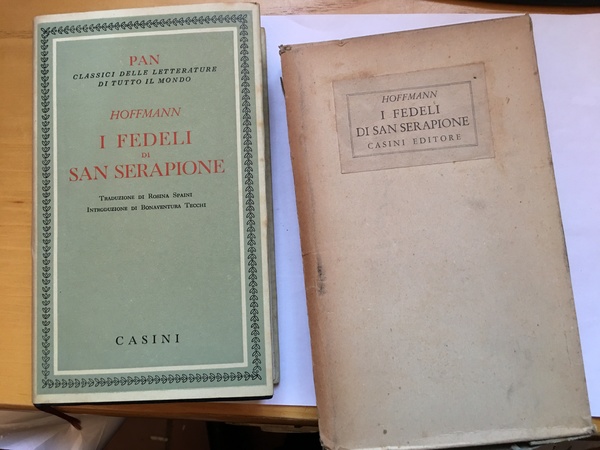 PAN
CLASSICI DELLE LETTERATURE
DI TUTTO IL MONDO
HOFFMANN
I FEDELI
DI
SAN SERAPIONE
TRADUZIONE DI ROSINA SPAINI
INTRODUZIONE DI BONAVENTURA TECCHI
CASINI
HOFFMANN
I FEDELI
DI SAN SERAPIONE
CASINI EDITORE